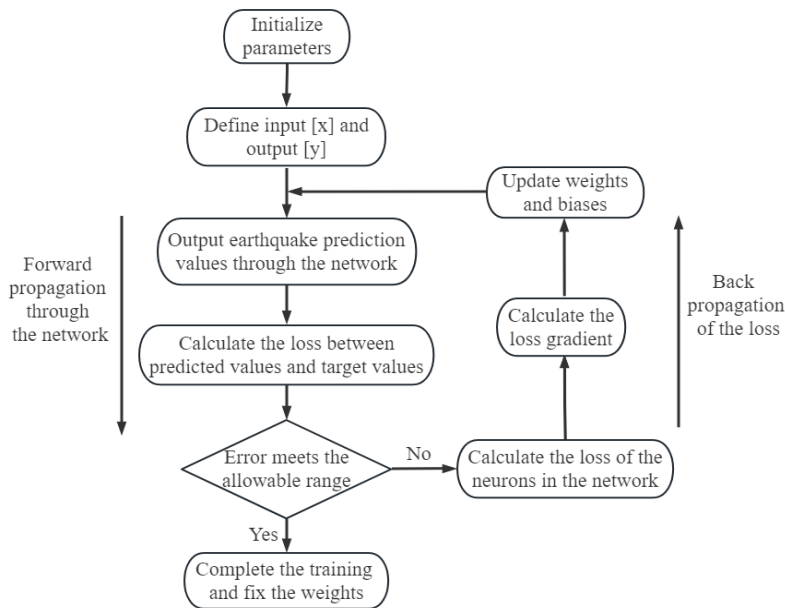 Initialize
parameters
Define input [x] and
output [y]
Update weights
and biases
Output earthquake prediction
values through the network
Forward
propagation
through
the network
Back
propagation
of the loss
Calculate the
loss gradient
Calculate the loss between
predicted values and target values
Error meets the
allowable range
No
Calculate the loss of the
neurons in the network
Yes
Complete the training
and fix the weights